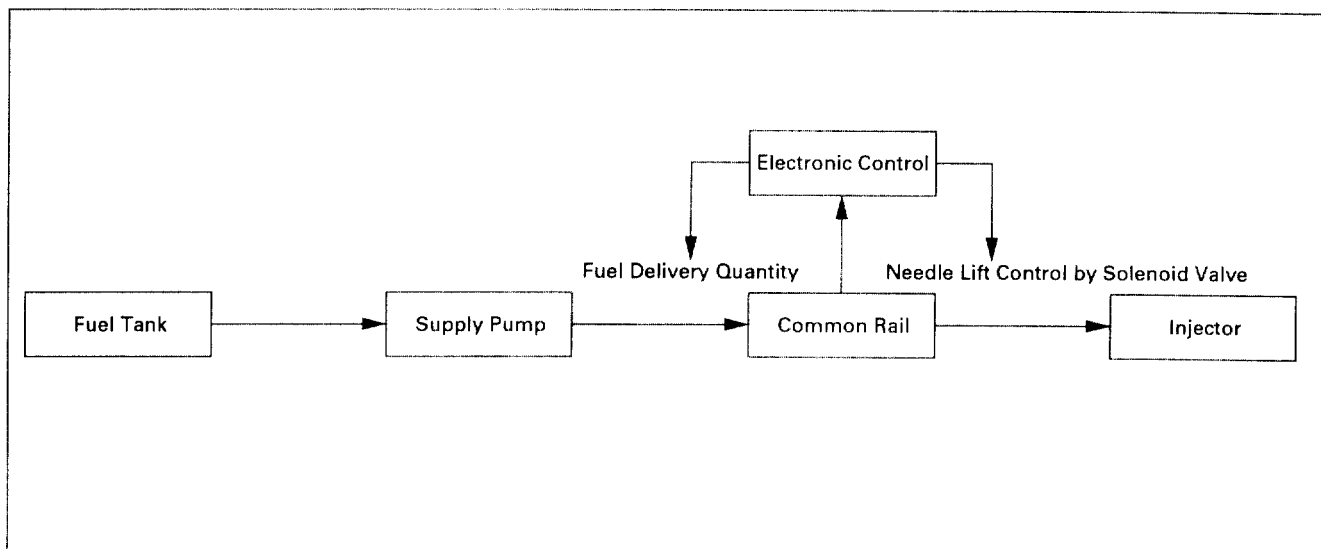 Electronic Control
Fuel Delivery Quantity
Needle Lift Control by Solenoid Valve
Fuel Tank
Supply Pump
Common Rail
Injector